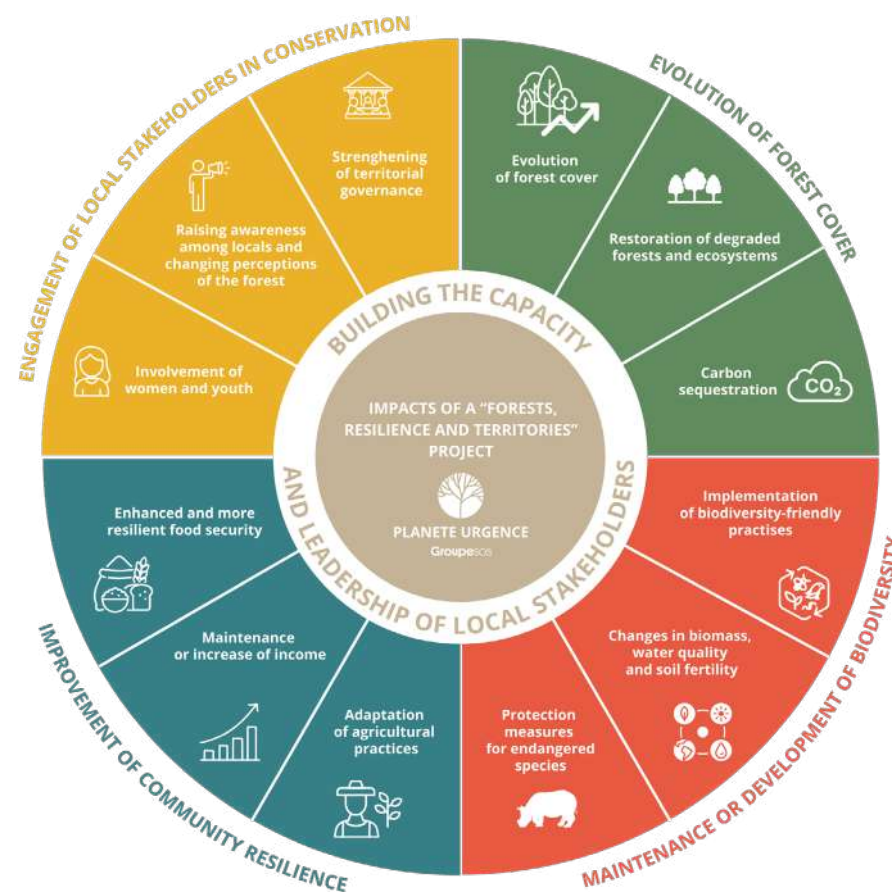 ENGAGEMENT OF LOCAL STAKEHOLDERS IN CONSERVATION
EVOLUTION OF FOREST COVER
Strenghening
of territorial
governance
Evolution
of forest cover
Raising awareness
among locals and
changing perceptions
of the forest
Restoration of degraded
forests and ecosystems
Involvement of
women and youth
Carbon
sequestration
CO₂
BUILDING THE CAPACITY
AND LEADERSHIP OF LOCAL STAKEHOLDERS
IMPACTS OF A “FORESTS,
RESILIENCE AND TERRITORIES”
PROJECT
PLANETE URGENCE
Groupe SOS
Enhanced and more
resilient food security
Implementation
of biodiversity-friendly
practises
Maintenance
or increase of income
Changes in biomass,
water quality
and soil fertility
Adaptation
of agricultural
practices
Protection
measures
for endangered
species
IMPROVEMENT OF COMMUNITY RESILIENCE
MAINTENANCE OR DEVELOPMENT OF BIODIVERSITY